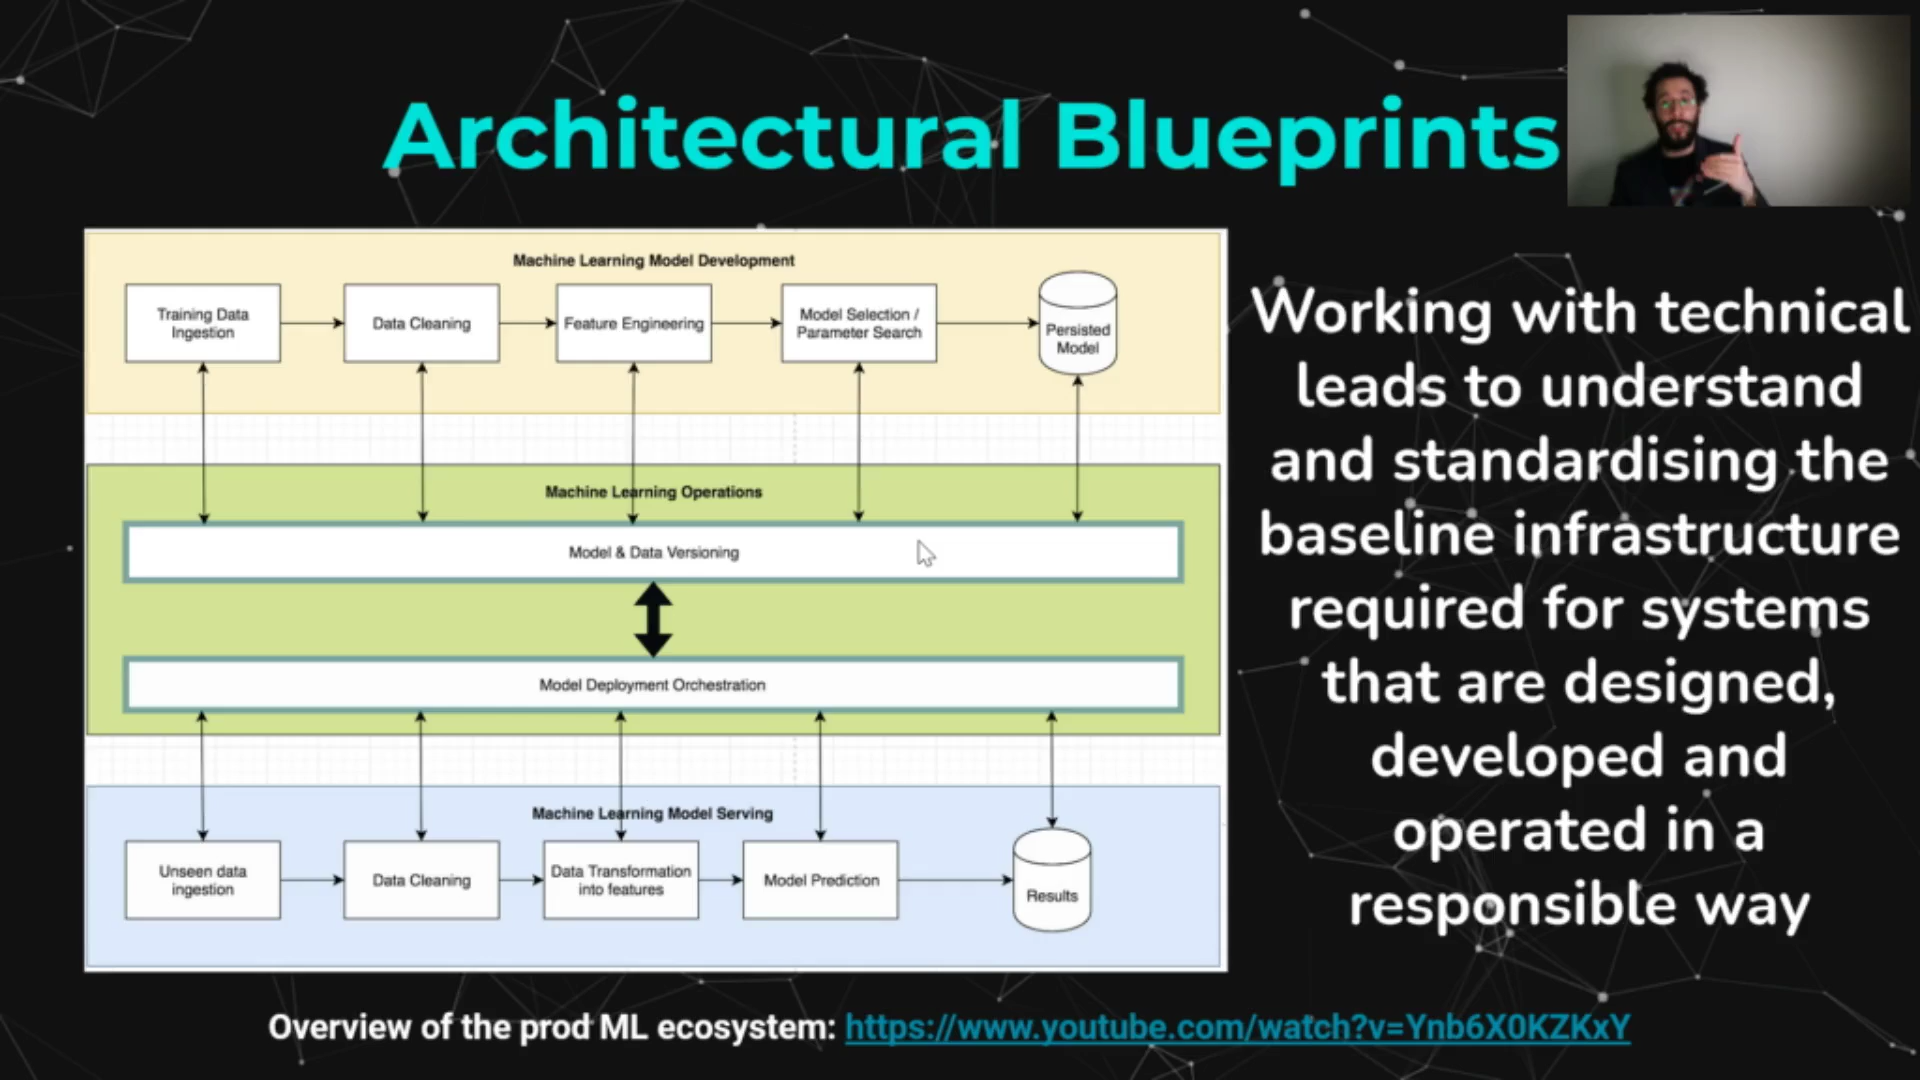 Architectural Blueprints
Machine Learning Model Development
Training Data
Ingestion
Data Cleaning
Feature Engineering
Model Selection /
Parameter Search
Persisted
Model
Machine Learning Operations
Model & Data Versioning
Model Deployment Orchestration
Machine Learning Model Serving
Unseen data
ingestion
Data Cleaning
Data Transformation
into features
Model Prediction
Results
Working with technical
leads to understand
and standardising the
baseline infrastructure
required for systems
that are designed,
developed and
operated in a
responsible way
Overview of the prod ML ecosystem: https://www.youtube.com/watch?v=Ynb6X0KZKxY